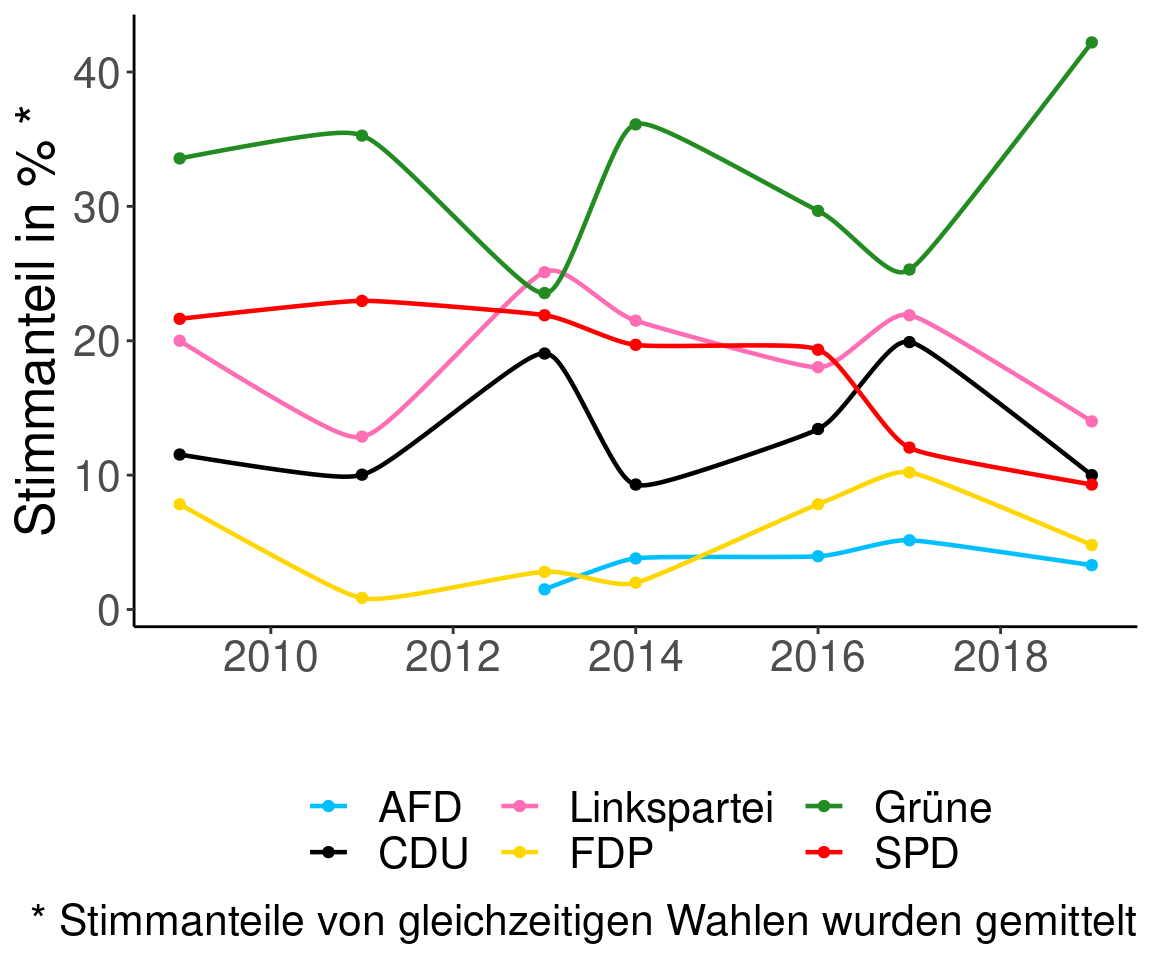 Stimmanteil in % *
40
30
20
10
0
2010 2012 2014 2016 2018
AFD Linkspartei Grüne
CDU FDP SPD
* Stimmanteile von gleichzeitigen Wahlen wurden gemittelt